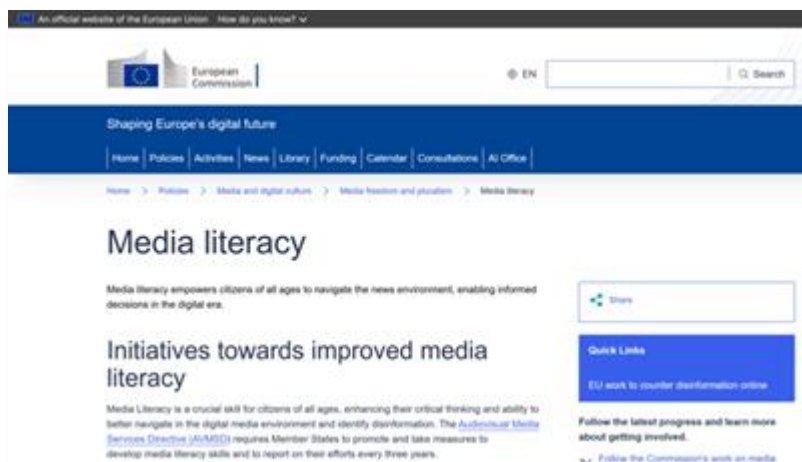 An official website of the European Union How do you know?
European
Commission
EN
Search
Shaping Europe's digital future
Home Policies Activities News Library Funding Calendar Consultations AI Office
Home > Policies > Media and digital culture > Media freedom and pluralism > Media literacy
Media literacy
Media literacy empowers citizens of all ages to navigate the news environment, enabling informed
decisions in the digital era.
Share
Initiatives towards improved media
literacy
Quick Links
EU work to counter disinformation online
Media Literacy is a crucial skill for citizens of all ages, enhancing their critical thinking and ability to
better navigate in the digital media environment and identify disinformation. The Audiovisual Media
Services Directive (AVMSD) requires Member States to promote and take measures to
develop media literacy skills and to report on their efforts every three years.
Follow the latest progress and learn more
about getting involved.
Follow the Commission's work on media